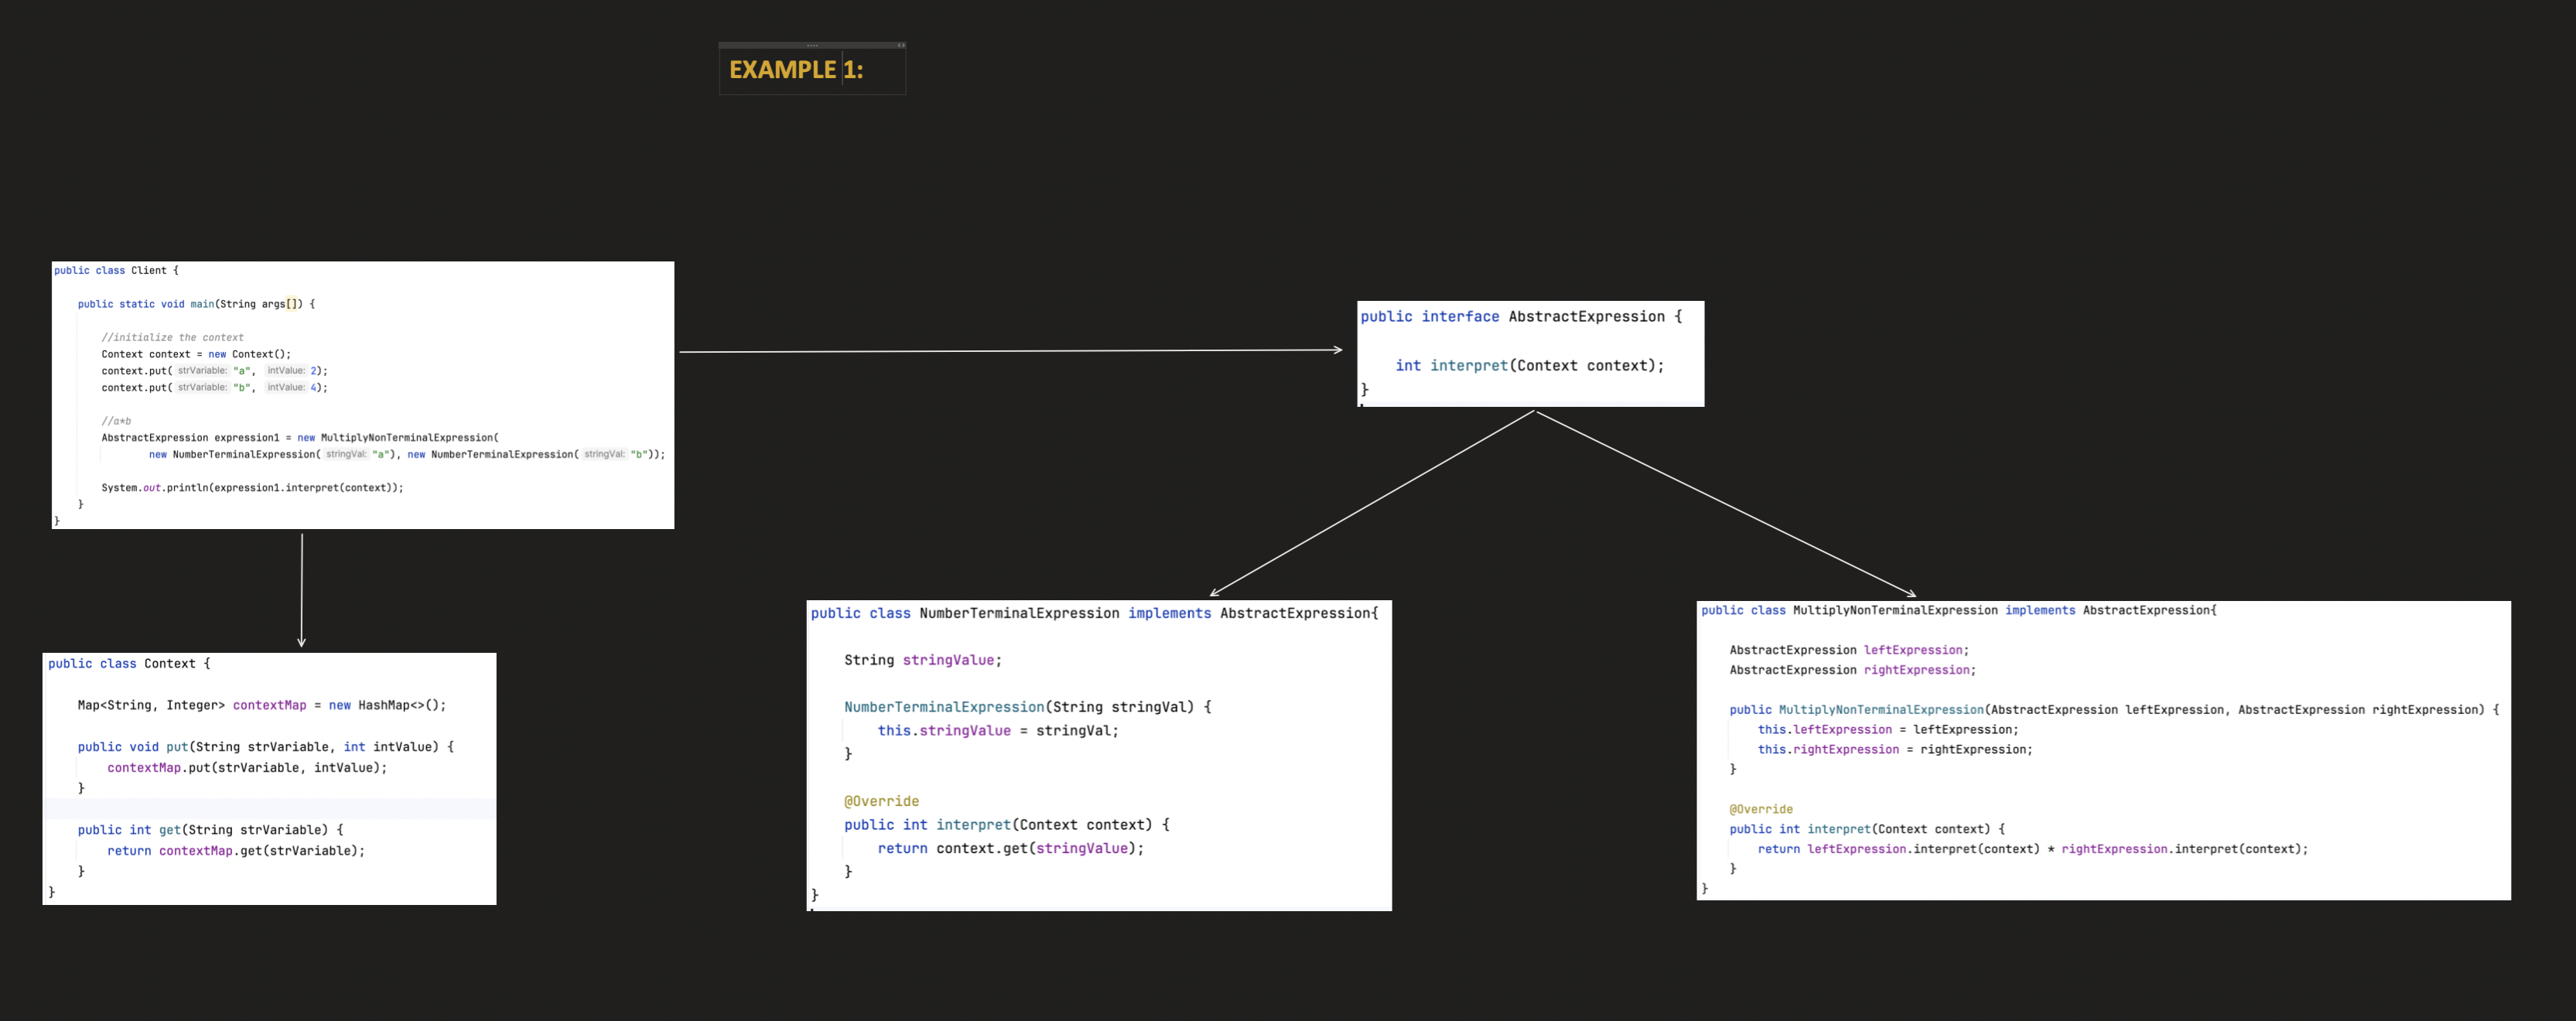 EXAMPLE 1:
public class Client {
public static void main(String args[]) {
//initialize the context
Context context = new Context();
context.put( strVariable: "a", intValue: 2);
context.put( strVariable: "b", intValue: 4);
//a*b
AbstractExpression expression1 = new MultiplyNonTerminalExpression(
new NumberTerminalExpression( stringVal: "a"), new NumberTerminalExpression( stringVal: "b"));
System.out.println(expression1.interpret(context));
}
}
public interface AbstractExpression {
int interpret(Context context);
}
public class Context {
Map<String, Integer> contextMap = new HashMap<>();
public void put(String strVariable, int intValue) {
contextMap.put(strVariable, intValue);
}
public int get(String strVariable) {
return contextMap.get(strVariable);
}
}
public class NumberTerminalExpression implements AbstractExpression{
String stringValue;
NumberTerminalExpression(String stringVal) {
this.stringValue = stringVal;
}
@Override
public int interpret(Context context) {
return context.get(stringValue);
}
}
public class MultiplyNonTerminalExpression implements AbstractExpression{
AbstractExpression leftExpression;
AbstractExpression rightExpression;
public MultiplyNonTerminalExpression(AbstractExpression leftExpression, AbstractExpression rightExpression) {
this.leftExpression = leftExpression;
this.rightExpression = rightExpression;
}
@Override
public int interpret(Context context) {
return leftExpression.interpret(context) * rightExpression.interpret(context);
}
}